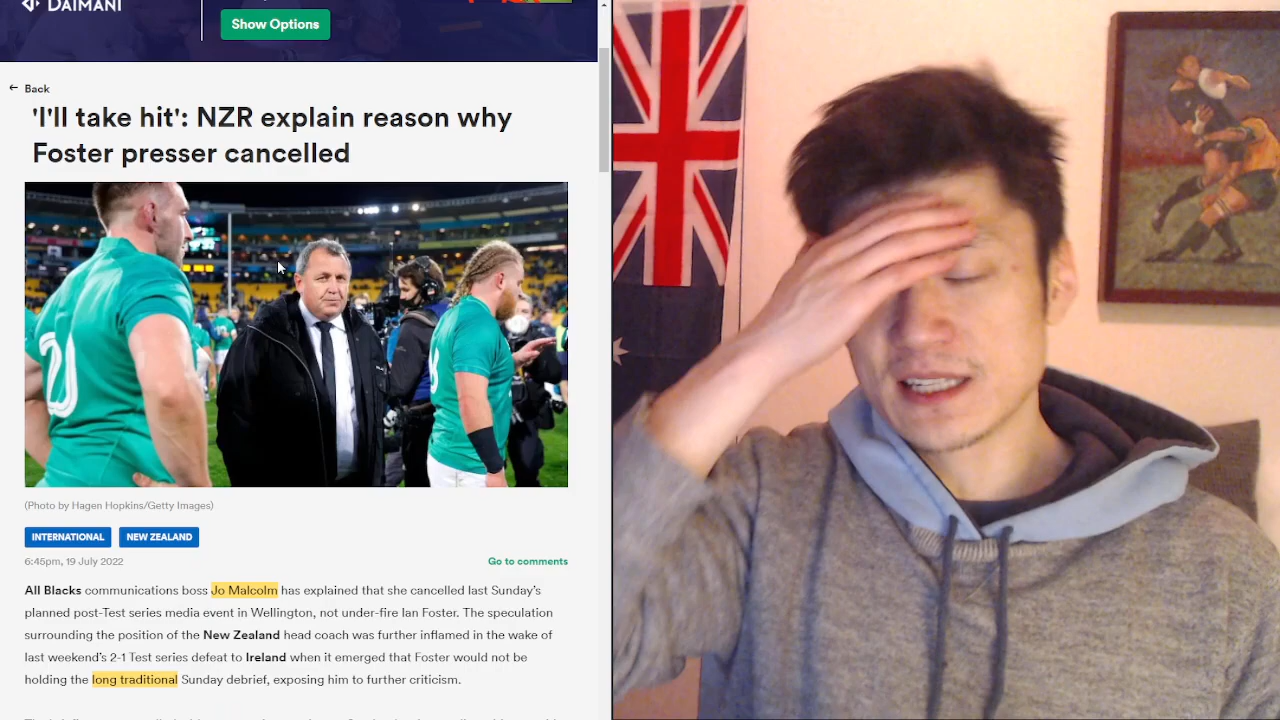 DAIMANI
Show Options
← Back
'I'll take hit': NZR explain reason why
Foster presser cancelled
21
(Photo by Hagen Hopkins/Getty Images)
INTERNATIONAL NEW ZEALAND
6:45pm, 19 July 2022 Go to comments
All Blacks communications boss Jo Malcolm has explained that she cancelled last Sunday's
planned post-Test series media event in Wellington, not under-fire Ian Foster. The speculation
surrounding the position of the New Zealand head coach was further inflamed in the wake of
last weekend's 2-1 Test series defeat to Ireland when it emerged that Foster would not be
holding the long traditional Sunday debrief, exposing him to further criticism.